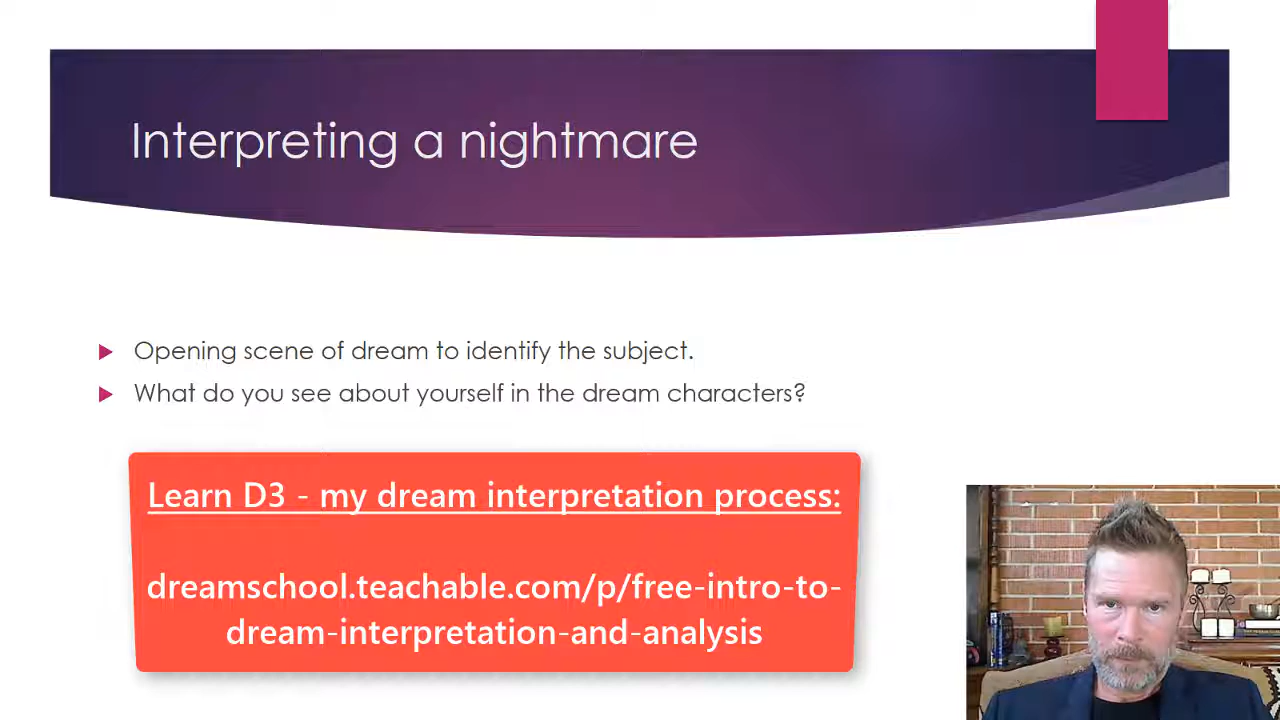 Interpreting a nightmare
Opening scene of dream to identify the subject.
What do you see about yourself in the dream characters?
Learn D3 - my dream interpretation process:
dreamschool.teachable.com/p/free-intro-to-
dream-interpretation-and-analysis